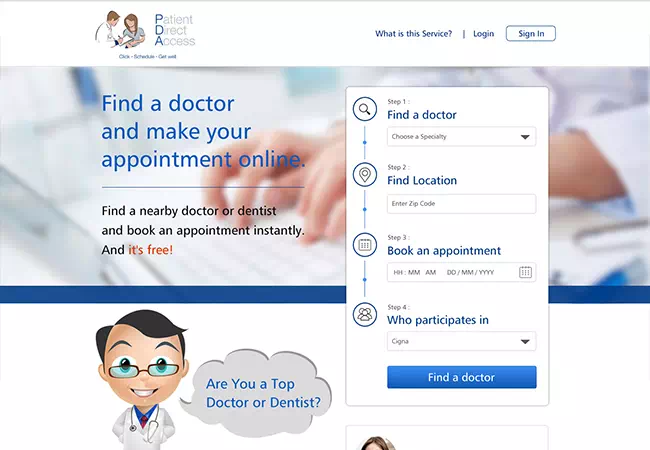 Patient
Direct
Access
Click - Schedule - Get well
What is this Service? | Login Sign In
Find a doctor
and make your
appointment online.
Find a nearby doctor or dentist
and book an appointment instantly.
And it's free!
Step 1 :
Find a doctor
Choose a Specialty
Step 2 :
Find Location
Enter Zip Code
Step 3 :
Book an appointment
HH : MM AM DD / MM / YYYY
Step 4 :
Who participates in
Cigna
Find a doctor
Are You a Top
Doctor or Dentist?